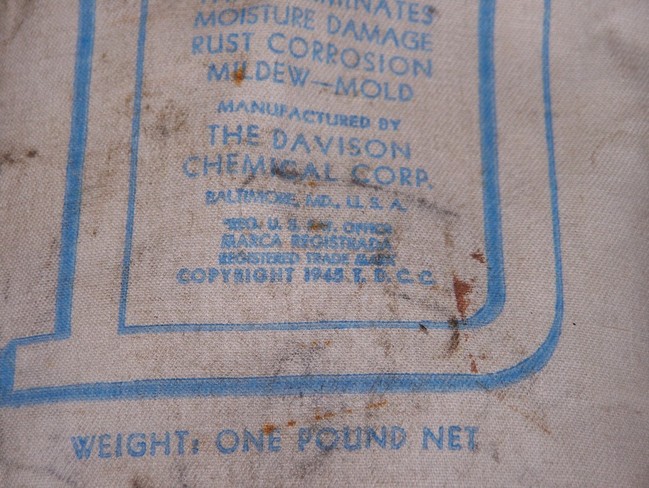 MOISTURE DAMAGE
RUST CORROSION
MILDEW—MOLD
MANUFACTURED BY
THE DAVISON
CHEMICAL CORP.
BALTIMORE, MD., U. S. A.
REG. U. S. PAT. OFFICE
MARCA REGISTRADA
REGISTERED TRADE MARK
COPYRIGHT 1945 T. D. C. C.
WEIGHT: ONE POUND NET